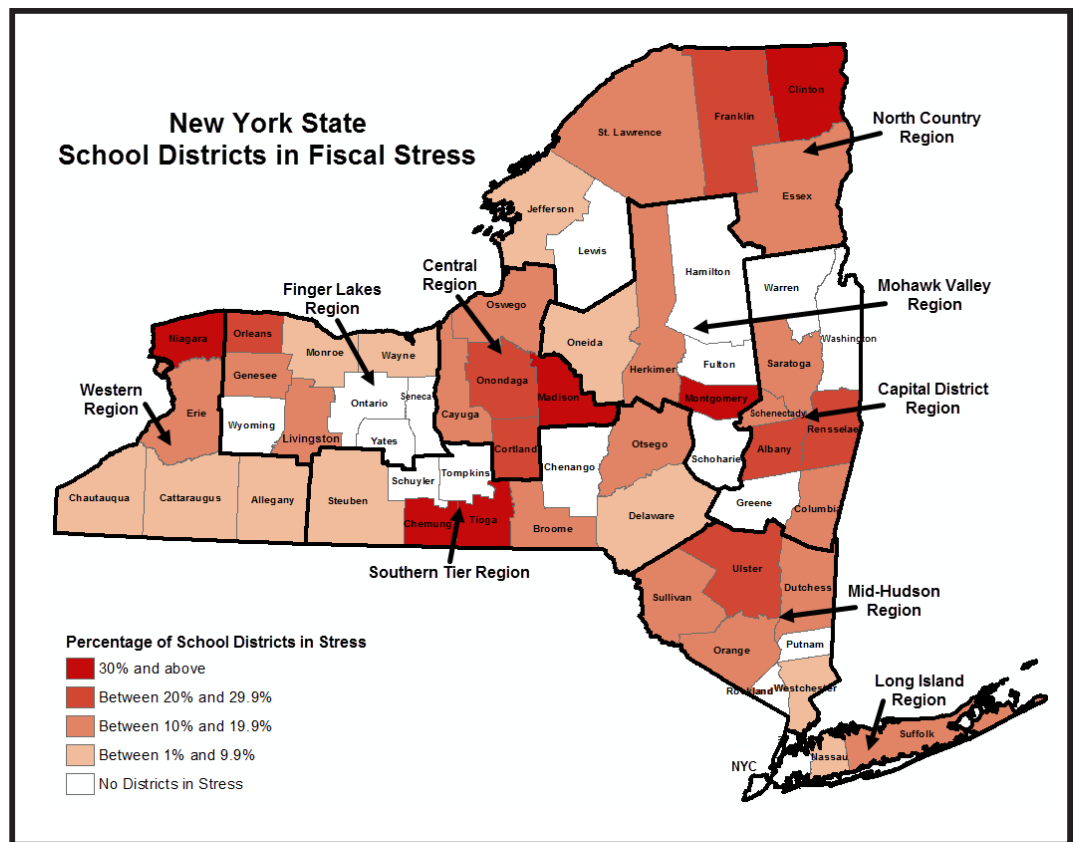 New York State
School Districts in Fiscal Stress
Clinton
Franklin
St. Lawrence
North Country
Region
Essex
Jefferson
Lewis
Hamilton
Central
Region
Finger Lakes
Region
Warren
Mohawk Valley
Region
Oswego
Niagara
Orleans
Monroe
Wayne
Oneida
Washington
Fulton
Saratoga
Genesee
Herkimer
Western
Region
Onondaga
Madison
Montgomery
Capital District
Region
Ontario
Seneca
Erie
Cayuga
Schenectady
Wyoming
Livingston
Yates
Cortland
Otsego
Albany
Rensselae
Schoharie
Tompkins
Chenango
Schuyler
Chautauqua
Cattaraugus
Allegany
Steuben
Greene
Columbia
Delaware
Chemung
Tioga
Broome
Southern Tier Region
Ulster
Dutchess
Mid-Hudson
Region
Sullivan
Putnam
Orange
Percentage of School Districts in Stress
30% and above
Between 20% and 29.9%
Between 10% and 19.9%
Between 1% and 9.9%
No Districts in Stress
Rockland
Westchester
Long Island
Region
Suffolk
Nassau
NYC